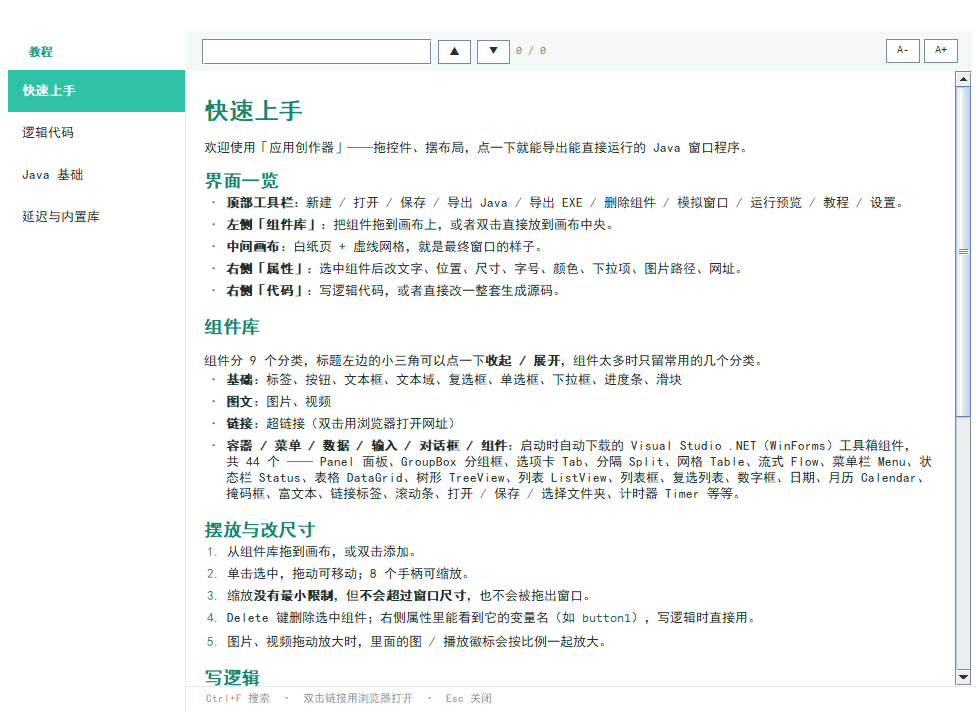 教程
快速上手
逻辑代码
Java 基础
延迟与内置库
▲ ▼ 0 / 0 A- A+
快速上手
欢迎使用「应用创作器」——拖控件、摆布局，点一下就能导出能直接运行的 Java 窗口程序。
界面一览
· 顶部工具栏：新建 / 打开 / 保存 / 导出 Java / 导出 EXE / 删除组件 / 模拟窗口 / 运行预览 / 教程 / 设置。
· 左侧「组件库」：把组件拖到画布上，或者双击直接放到画布中央。
· 中间画布：白纸页 + 虚线网格，就是最终窗口的样子。
· 右侧「属性」：选中组件后改文字、位置、尺寸、字号、颜色、下拉项、图片路径、网址。
· 右侧「代码」：写逻辑代码，或者直接改一整套生成源码。
组件库
组件分 9 个分类，标题左边的小三角可以点一下收起 / 展开，组件太多时只留常用的几个分类。
· 基础：标签、按钮、文本框、文本域、复选框、单选框、下拉框、进度条、滑块
· 图文：图片、视频
· 链接：超链接（双击用浏览器打开网址）
· 容器 / 菜单 / 数据 / 输入 / 对话框 / 组件：启动时自动下载的 Visual Studio .NET（WinForms）工具箱组件，
共 44 个 —— Panel 面板、GroupBox 分组框、选项卡 Tab、分隔 Split、网格 Table、流式 Flow、菜单栏 Menu、状
态栏 Status、表格 DataGrid、树形 TreeView、列表 ListView、列表框、复选列表、数字框、日期、月历 Calendar、
掩码框、富文本、链接标签、滚动条、打开 / 保存 / 选择文件夹、计时器 Timer 等等。
摆放与改尺寸
1. 从组件库拖到画布，或双击添加。
2. 单击选中，拖动可移动；8 个手柄可缩放。
3. 缩放没有最小限制，但不会超过窗口尺寸，也不会被拖出窗口。
4. Delete 键删除选中组件；右侧属性里能看到它的变量名（如 button1），写逻辑时直接用。
5. 图片、视频拖动放大时，里面的图 / 播放徽标会按比例一起放大。
写逻辑
Ctrl+F 搜索 · 双击链接用浏览器打开 · Esc 关闭